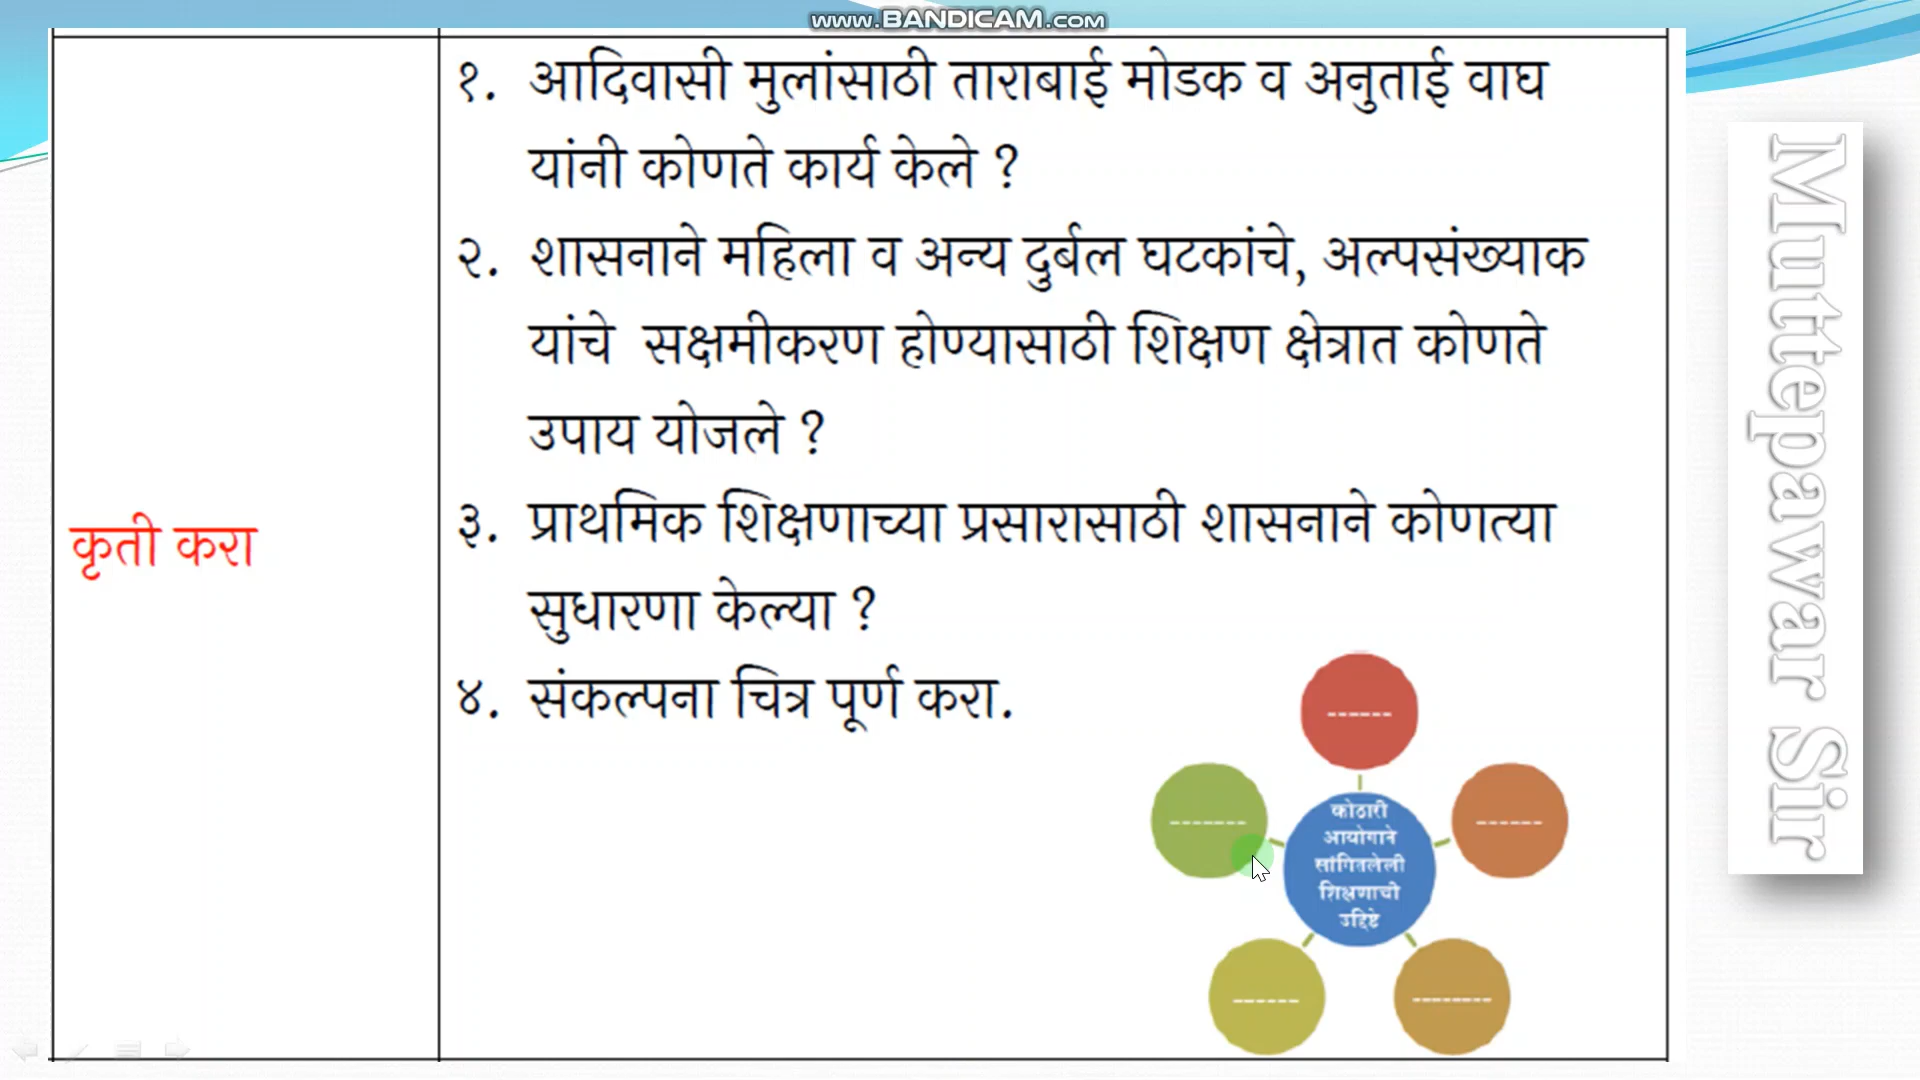 www.BANDICAM.com
१. आदिवासी मुलांसाठी ताराबाई मोडक व अनुताई वाघ
यांनी कोणते कार्य केले ?
२. शासनाने महिला व अन्य दुर्बल घटकांचे, अल्पसंख्याक
यांचे सक्षमीकरण होण्यासाठी शिक्षण क्षेत्रात कोणते
उपाय योजले ?
कृती करा
३. प्राथमिक शिक्षणाच्या प्रसारासाठी शासनाने कोणत्या
सुधारणा केल्या ?
४. संकल्पना चित्र पूर्ण करा.
------
-------
------
कोठारी
आयोगाने
सांगितलेली
शिक्षणाची
उद्दिष्टे
------
-------
Muttepawar Sir